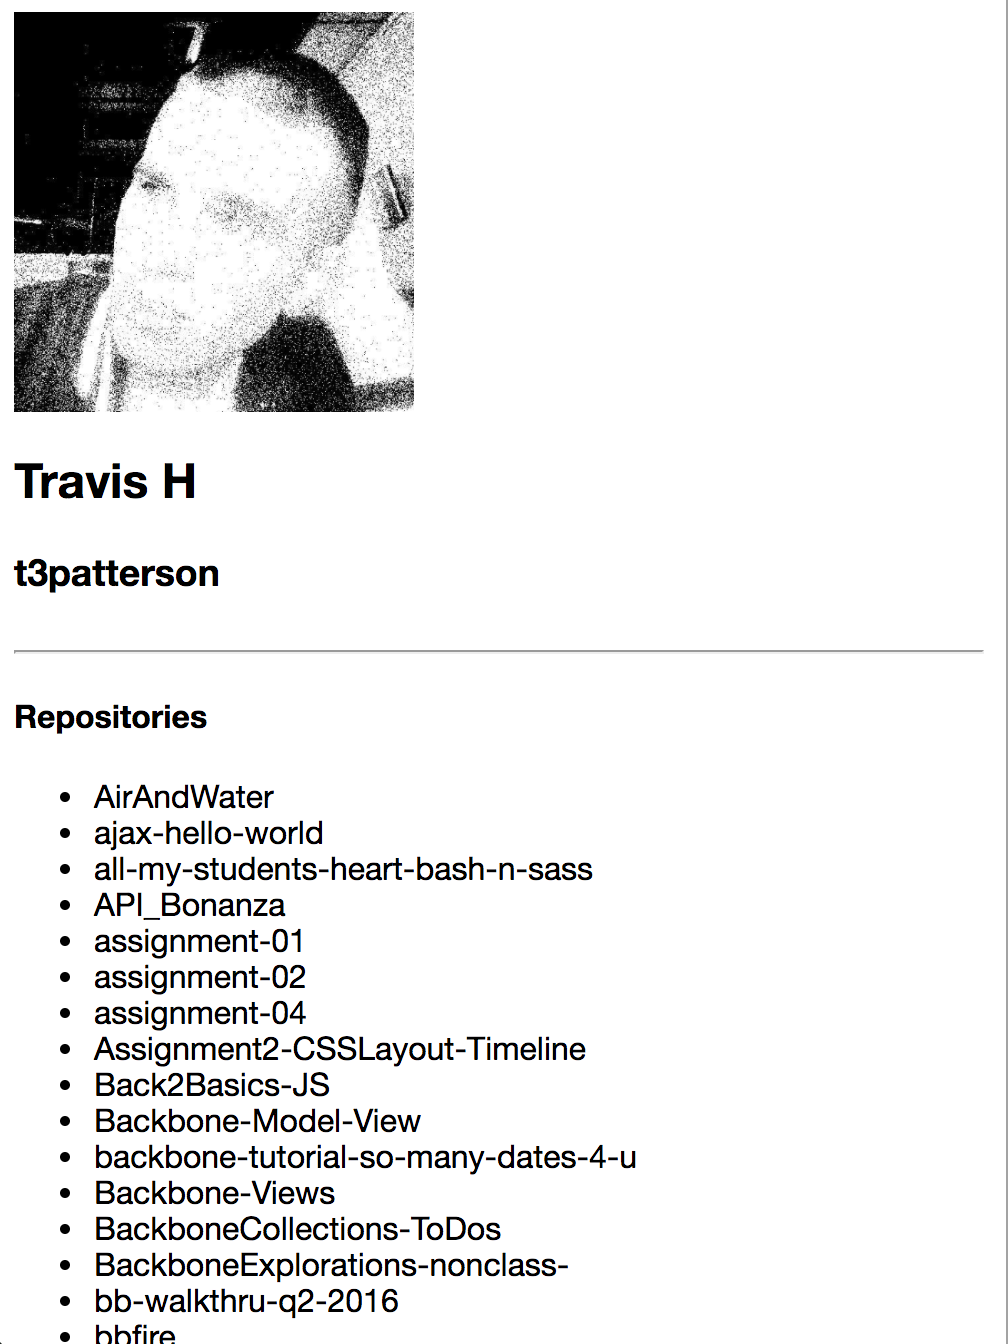 Travis H
t3patterson
Repositories
AirAndWater
ajax-hello-world
all-my-students-heart-bash-n-sass
API_Bonanza
assignment-01
assignment-02
assignment-04
Assignment2-CSSLayout-Timeline
Back2Basics-JS
Backbone-Model-View
backbone-tutorial-so-many-dates-4-u
Backbone-Views
BackboneCollections-ToDos
BackboneExplorations-nonclass-
bb-walkthru-q2-2016
bbfire